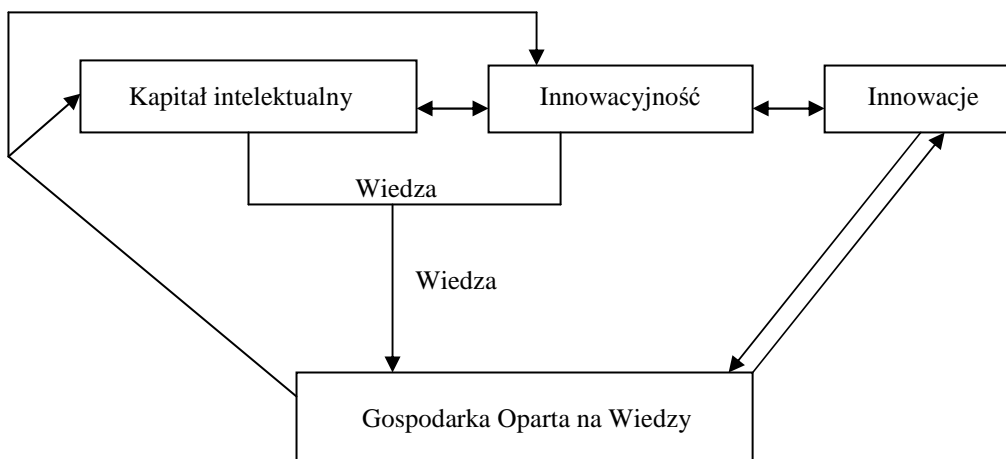 Kapitał intelektualny
Innowacyjność
Innowacje
Wiedza
Wiedza
Gospodarka Oparta na Wiedzy